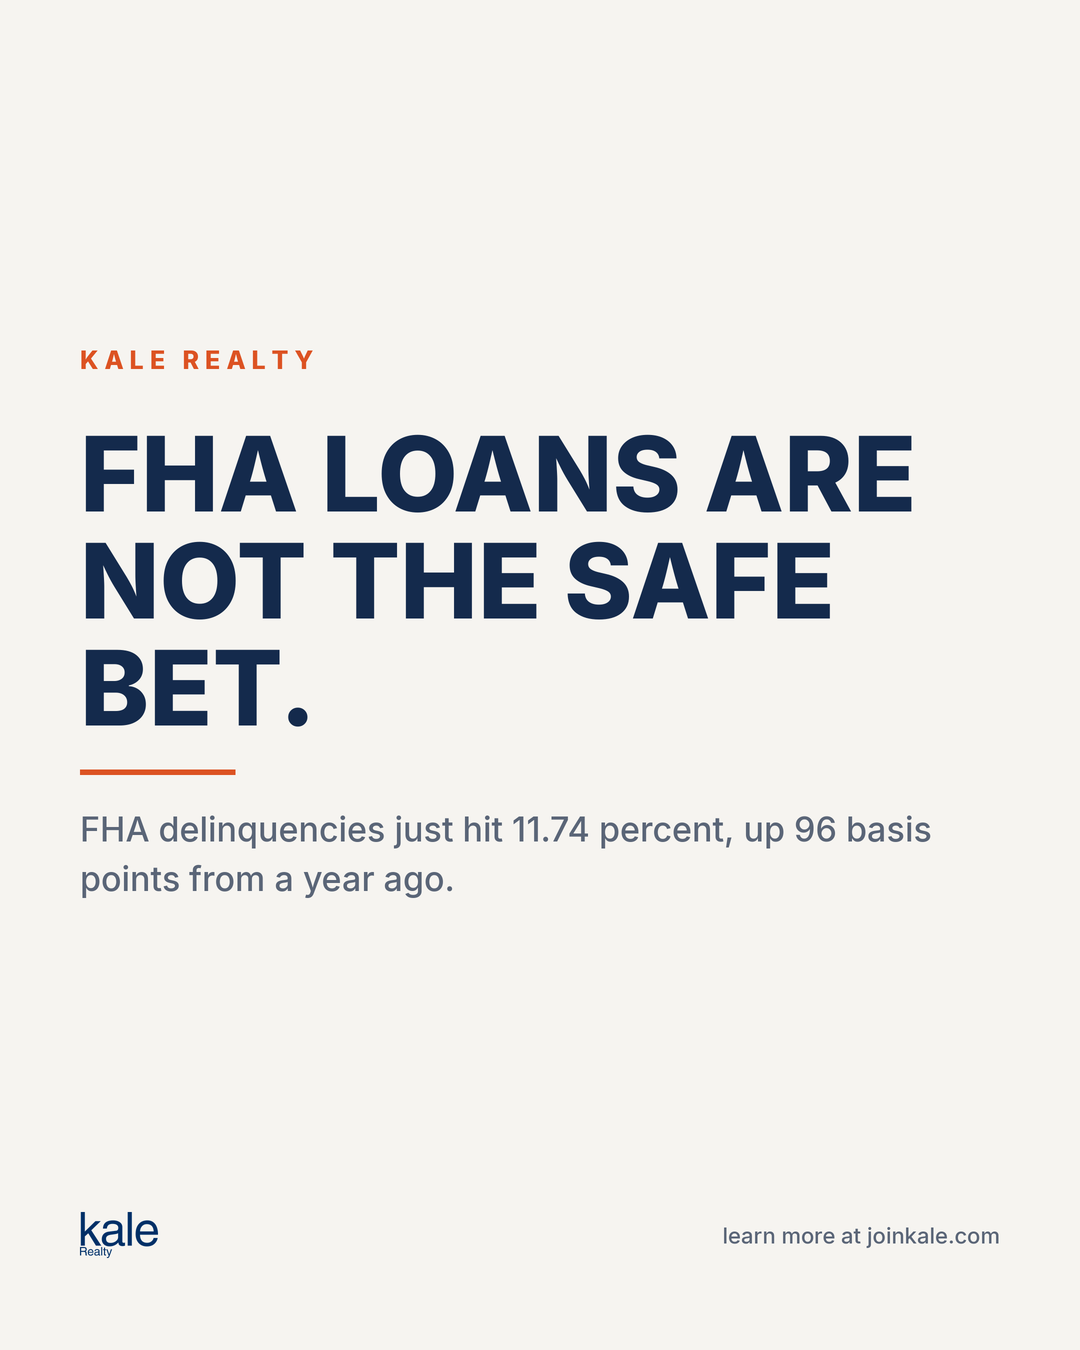 KALE REALTY
FHA LOANS ARE
NOT THE SAFE
BET.
FHA delinquencies just hit 11.74 percent, up 96 basis
points from a year ago.
kale
Realty
learn more at joinkale.com